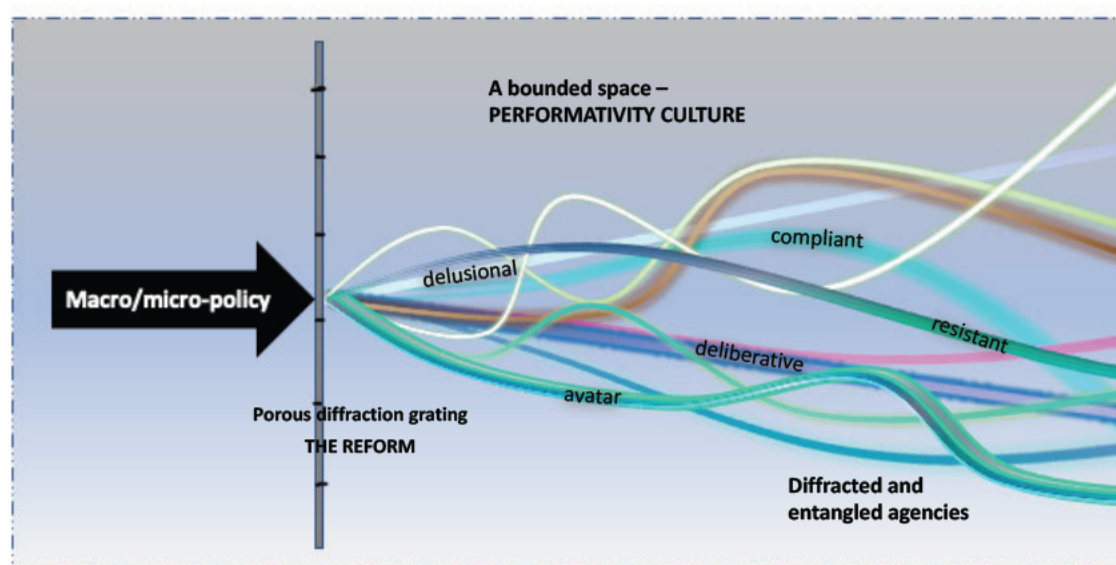 A bounded space –
PERFORMATIVITY CULTURE
compliant
delusional
Macro/micro-policy
resistant
deliberative
avatar
Porous diffraction grating
THE REFORM
Diffracted and
entangled agencies